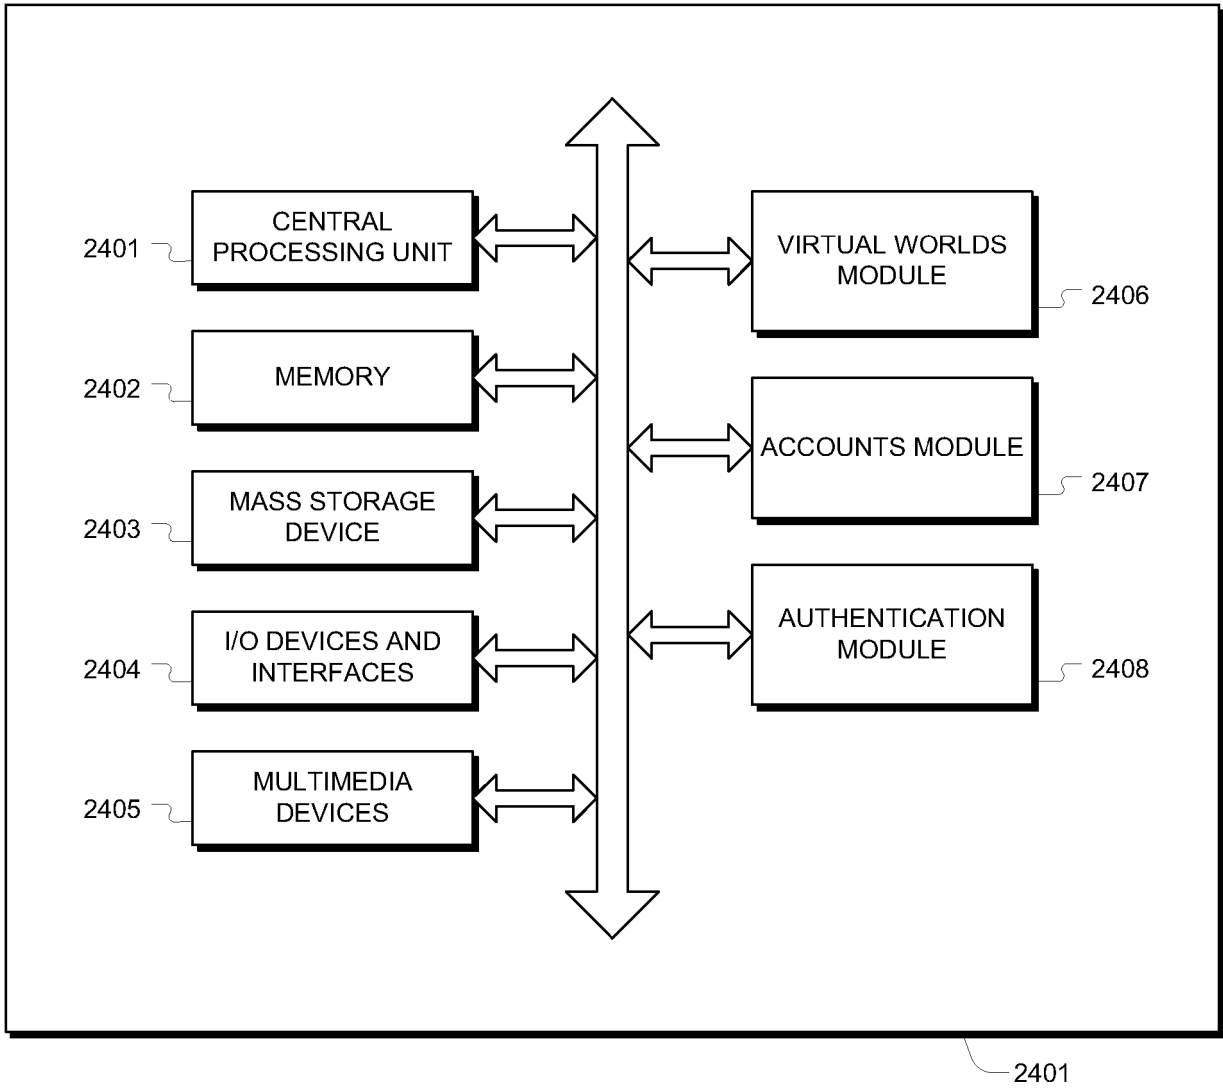 CENTRAL
PROCESSING UNIT
2401
MEMORY
2402
MASS STORAGE
DEVICE
2403
I/O DEVICES AND
INTERFACES
2404
MULTIMEDIA
DEVICES
2405
VIRTUAL WORLDS
MODULE
2406
ACCOUNTS MODULE
2407
AUTHENTICATION
MODULE
2408
2401